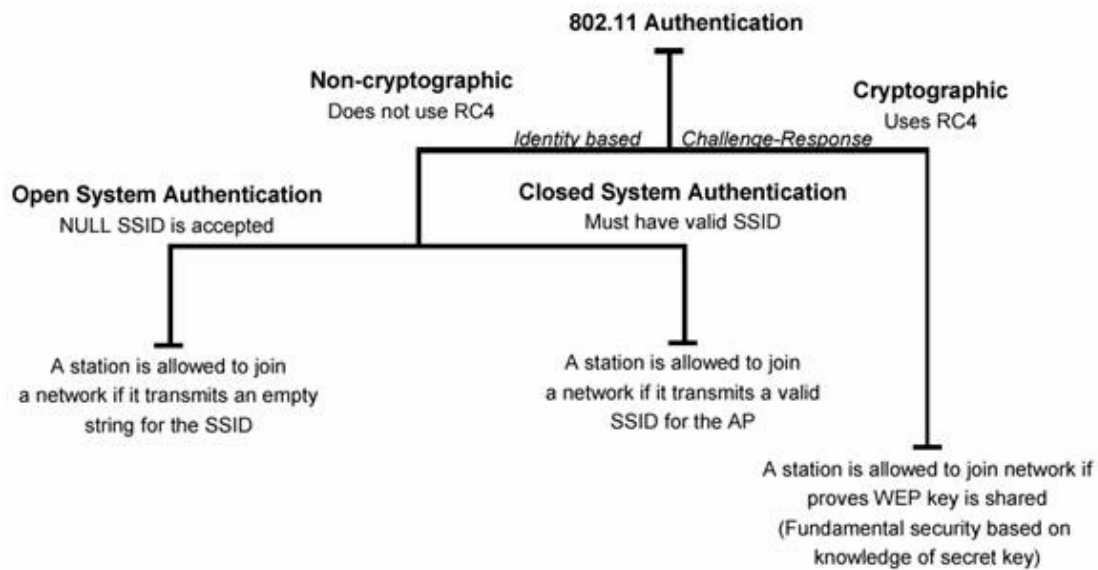 802.11 Authentication
Non-cryptographic
Does not use RC4
Cryptographic
Uses RC4
Identity based
Challenge-Response
Open System Authentication
NULL SSID is accepted
Closed System Authentication
Must have valid SSID
A station is allowed to join
a network if it transmits an empty
string for the SSID
A station is allowed to join
a network if it transmits a valid
SSID for the AP
A station is allowed to join network if
proves WEP key is shared
(Fundamental security based on
knowledge of secret key)